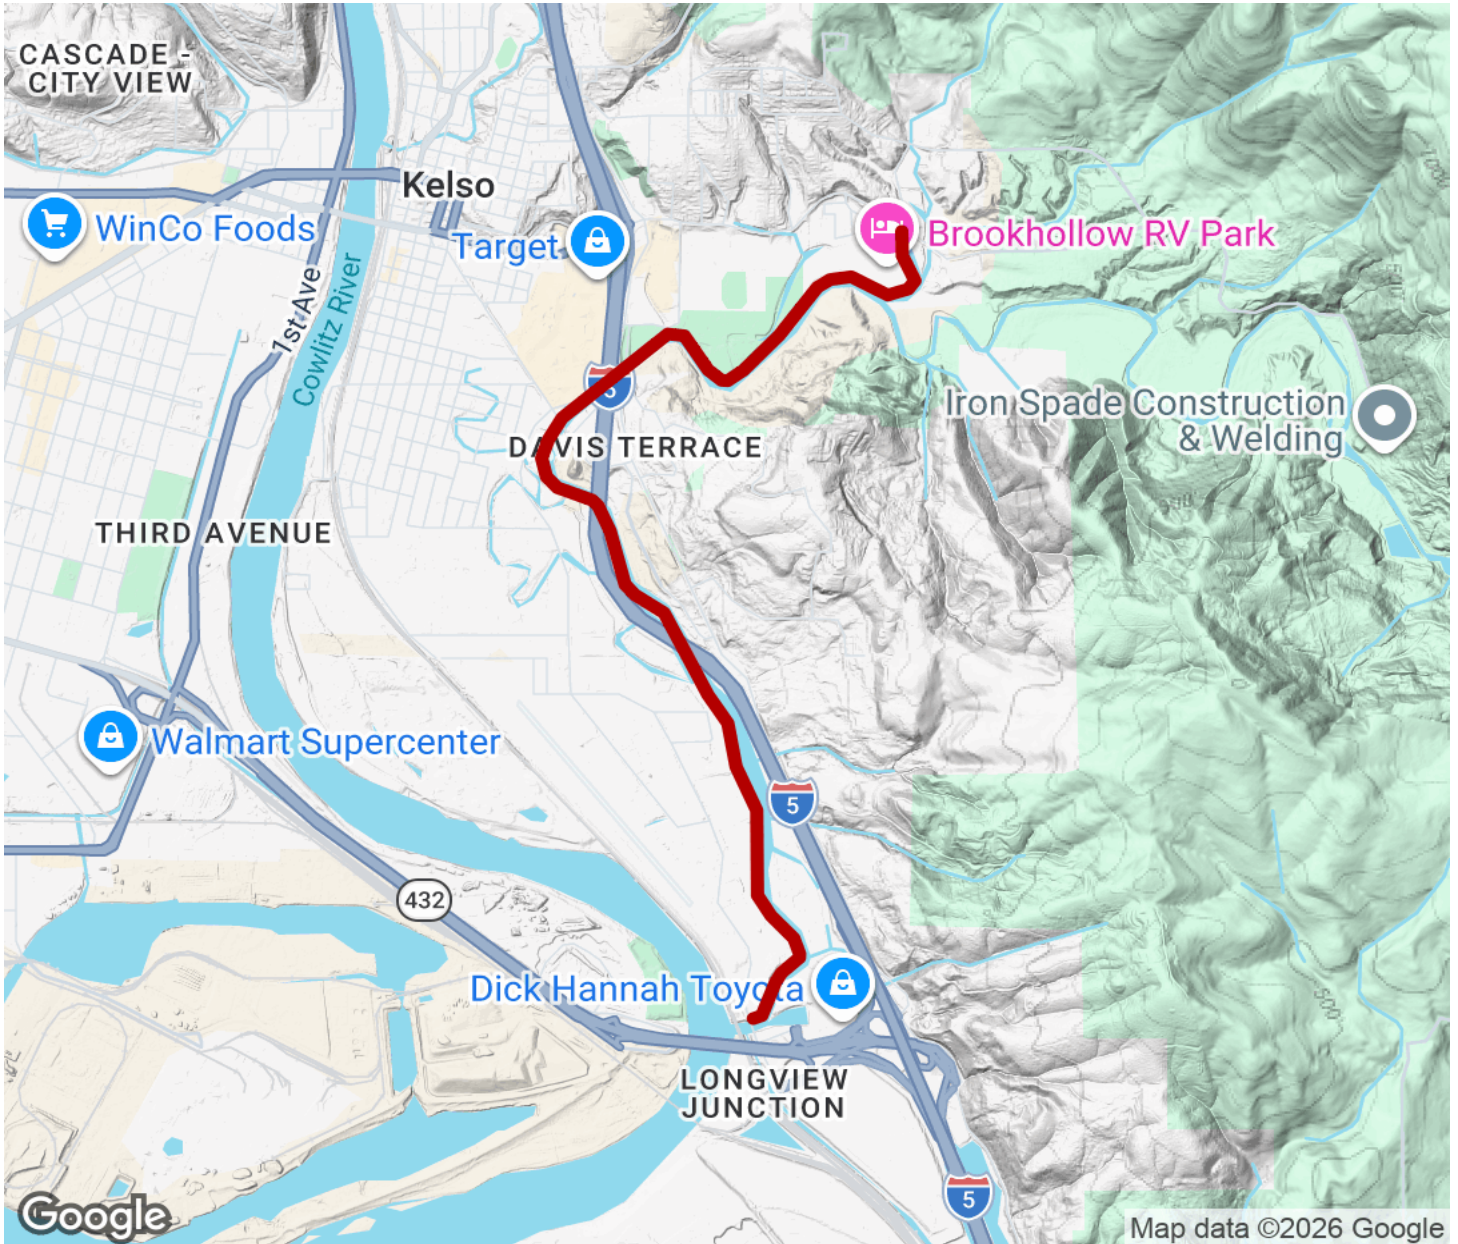 CASCADE -
CITY VIEW
Kelso
WinCo Foods
Target
Brookhollow RV Park
1st Ave
Cowlitz River
5
Iron Spade Construction
& Welding
DAVIS TERRACE
THIRD AVENUE
Walmart Supercenter
5
432
Dick Hannah Toyota
LONGVIEW
JUNCTION
500
5
Google
Map data ©2026 Google